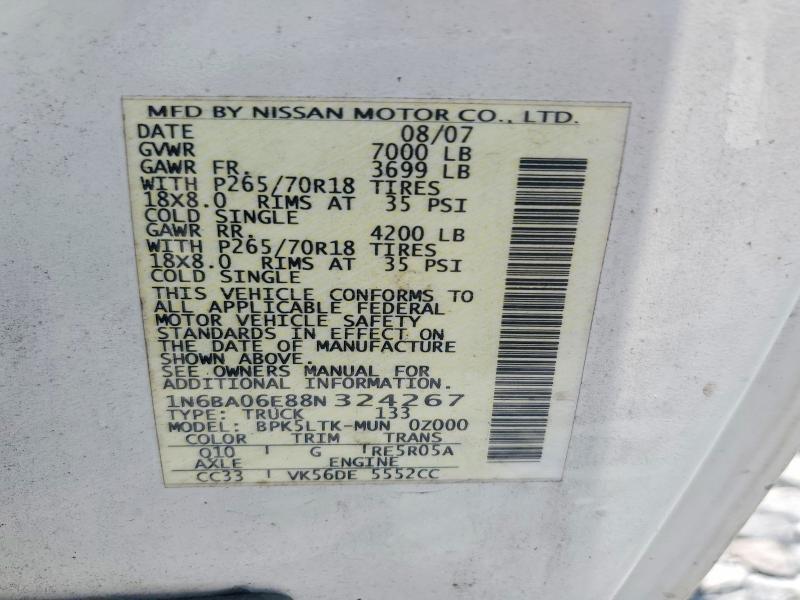 MFD BY NISSAN MOTOR CO., LTD.
DATE 08/07
GVWR 7000 LB
GAWR FR. 3699 LB
WITH P265/70R18 TIRES
18X8.0 RIMS AT 35 PSI
COLD SINGLE
GAWR RR. 4200 LB
WITH P265/70R18 TIRES
18X8.0 RIMS AT 35 PSI
COLD SINGLE
THIS VEHICLE CONFORMS TO
ALL APPLICABLE FEDERAL
MOTOR VEHICLE SAFETY
STANDARDS IN EFFECT ON
THE DATE OF MANUFACTURE
SHOWN ABOVE.
SEE OWNERS MANUAL FOR
ADDITIONAL INFORMATION.
1N6BA06E88N324267
TYPE: TRUCK 133
MODEL: BPK5LTK-MUN 0Z000
COLOR TRIM TRANS
Q10 G RE5R05A
AXLE ENGINE
CC33 VK56DE 5552CC